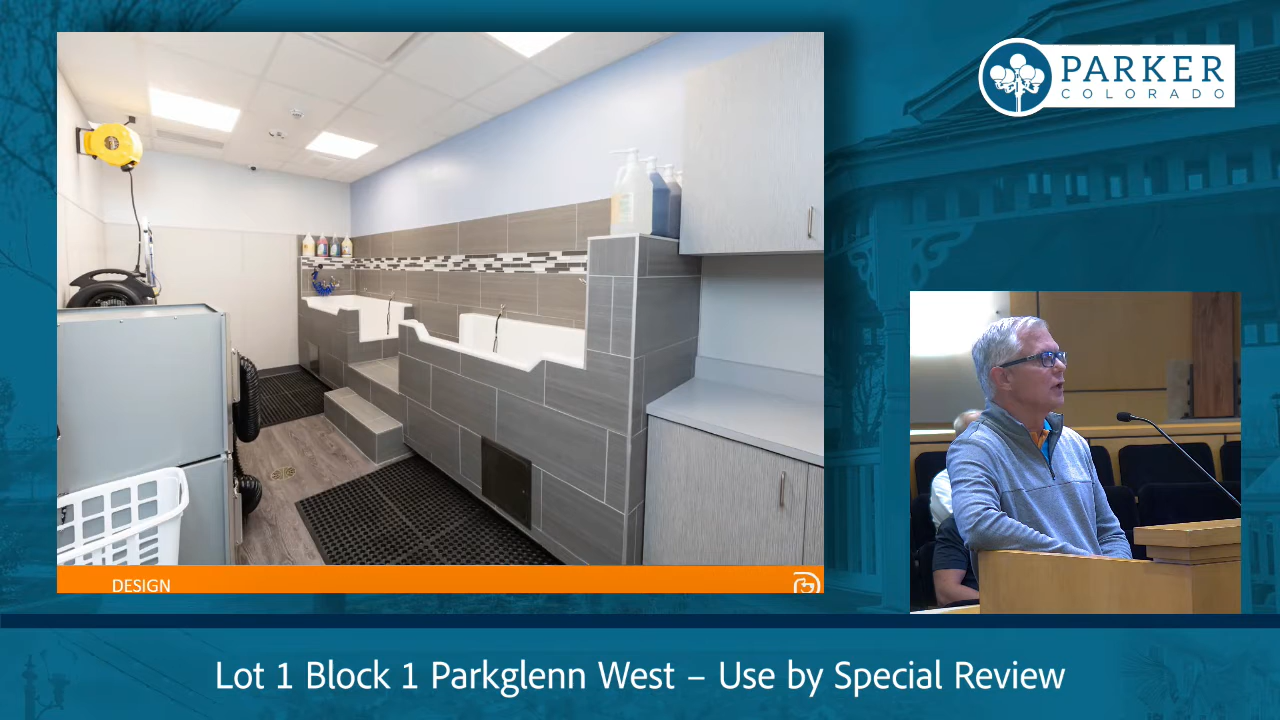 PARKER
COLORADO
DESIGN
Lot 1 Block 1 Parkglenn West – Use by Special Review